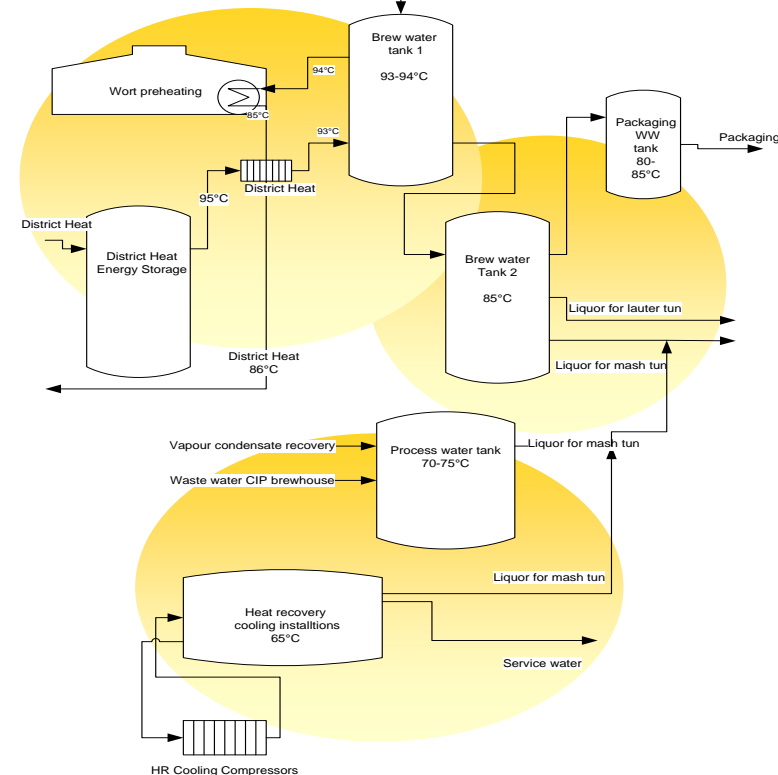 Brew water
tank 1
93-94°C
94°C
Wort preheating
85°C
93°C
Packaging
WW
tank
80-
85°C
Packaging
District Heat
95°C
District Heat
District Heat
Energy Storage
Brew water
Tank 2
85°C
Liquor for lauter tun
District Heat
86°C
Liquor for mash tun
Vapour condensate recovery
Process water tank
70-75°C
Liquor for mash tun
Waste water CIP brewhouse
Liquor for mash tun
Heat recovery
cooling installtions
65°C
Service water
HR Cooling Compressors